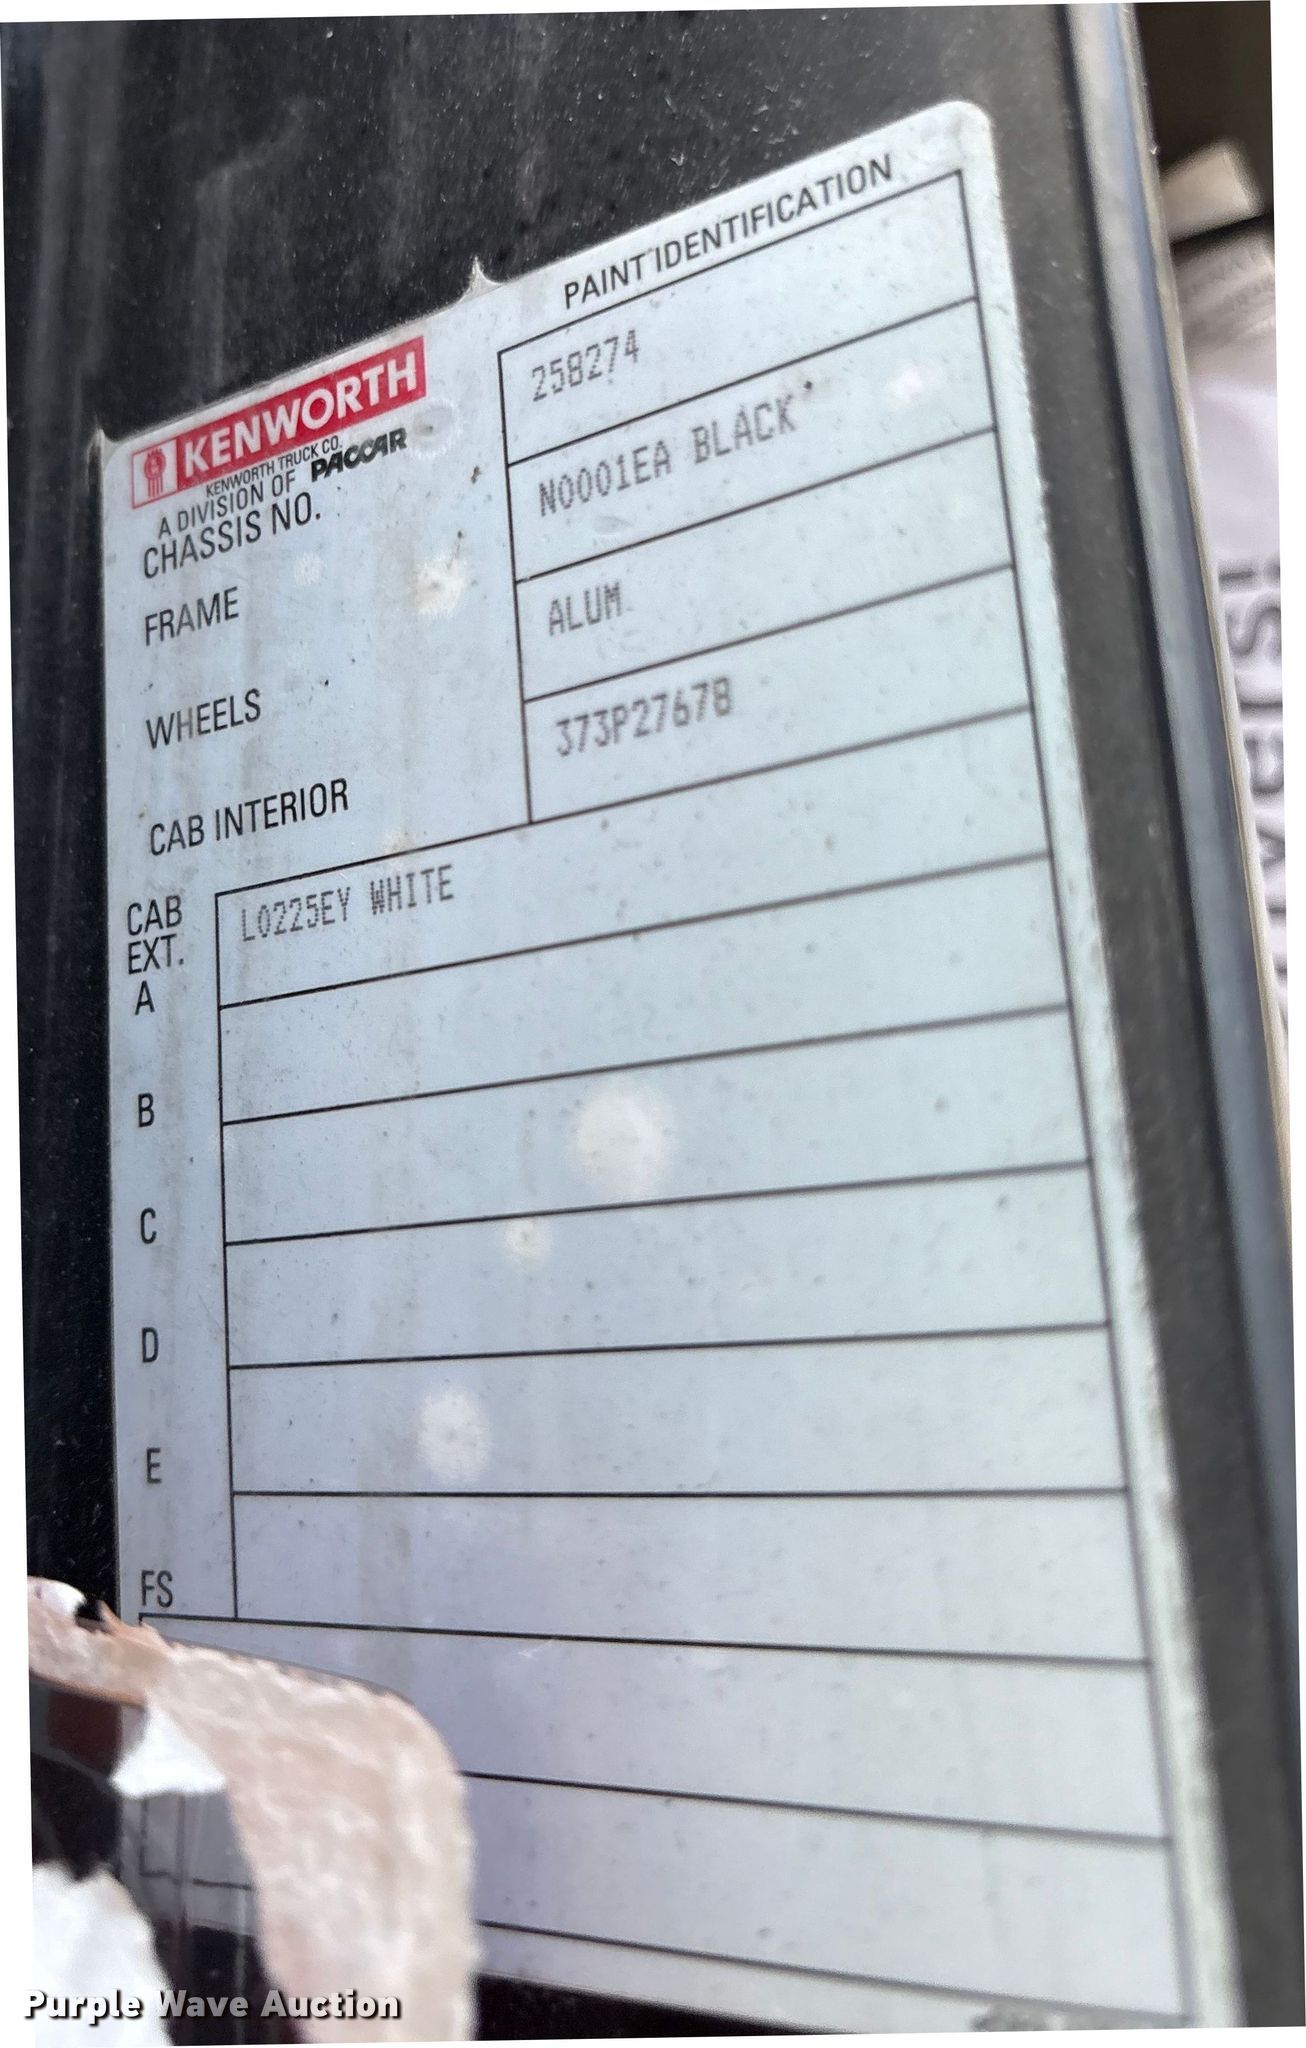 PAINT IDENTIFICATION
KENWORTH
KENWORTH TRUCK CO.
A DIVISION OF PACCAR
CHASSIS NO. 258274
FRAME N0001EA BLACK
WHEELS ALUM
CAB INTERIOR 373P27678
CAB EXT. L0225EY WHITE
A
B
C
D
E
FS
Purple Wave Auction